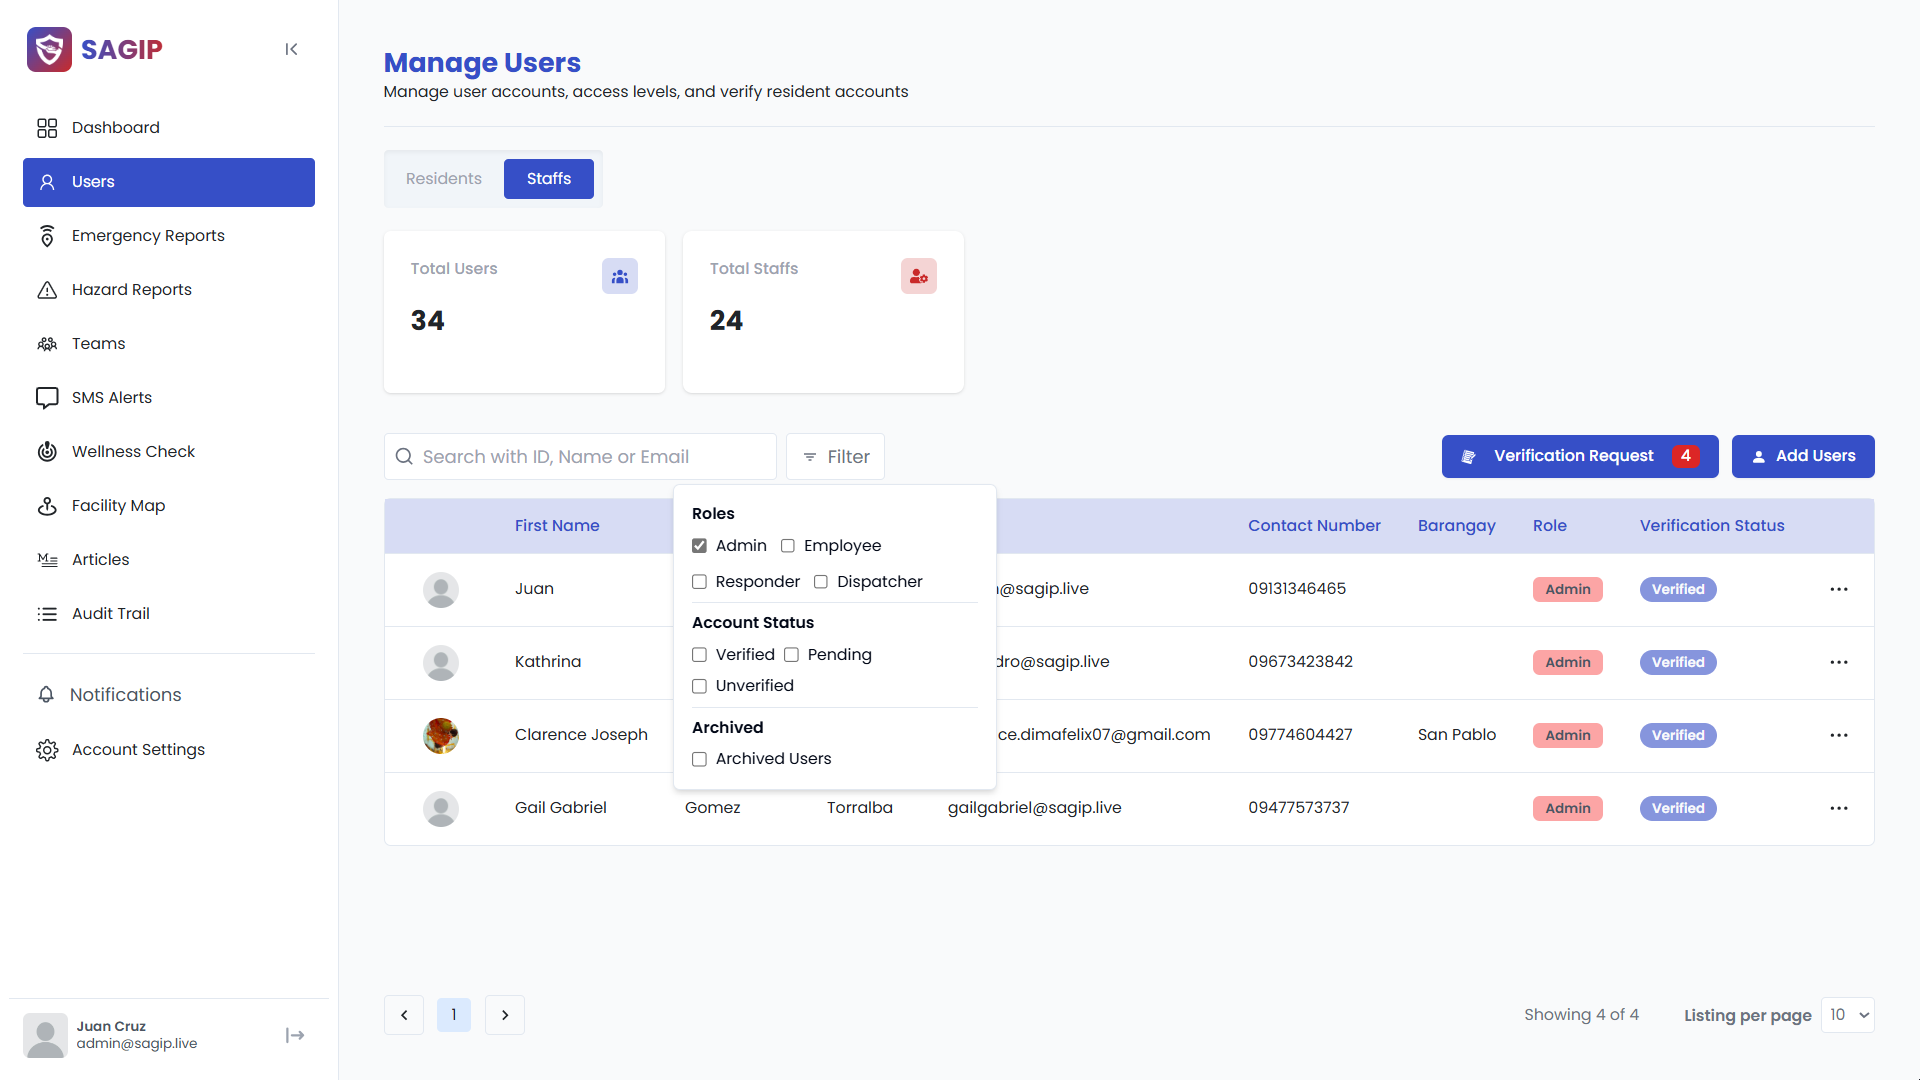 SAGIP
Dashboard
Users
Emergency Reports
Hazard Reports
Teams
SMS Alerts
Wellness Check
Facility Map
Articles
Audit Trail
Notifications
Account Settings
Juan Cruz
admin@sagip.live
Manage Users
Manage user accounts, access levels, and verify resident accounts
Residents Staffs
Total Users
34
Total Staffs
24
Search with ID, Name or Email
Filter
Verification Request 4
Add Users
Roles
Admin Employee
Responder Dispatcher
Account Status
Verified Pending
Unverified
Archived
Archived Users
First Name Contact Number Barangay Role Verification Status
Juan @sagip.live 09131346465 Admin Verified
Kathrina dro@sagip.live 09673423842 Admin Verified
Clarence Joseph ce.dimafelix07@gmail.com 09774604427 San Pablo Admin Verified
Gail Gabriel Gomez Torralba gailgabriel@sagip.live 09477573737 Admin Verified
1
Showing 4 of 4
Listing per page 10